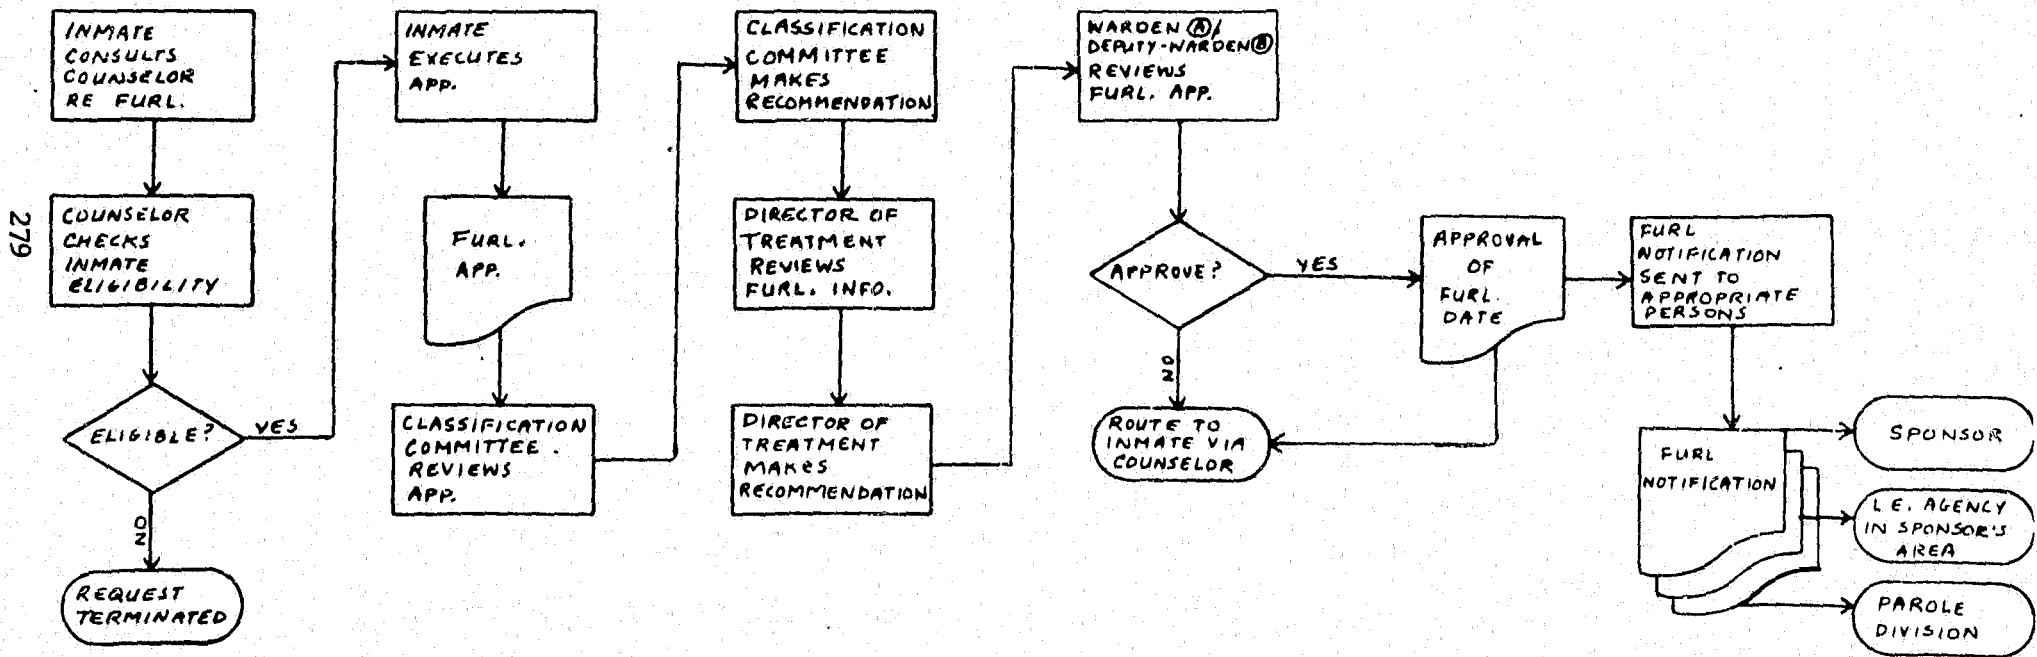 INMATE
CONSULTS
COUNSELOR
RE FURL.
COUNSELOR
CHECKS
INMATE
ELIGIBILITY
ELIGIBLE?
YES
NO
REQUEST
TERMINATED
INMATE
EXECUTES
APP.
FURL.
APP.
CLASSIFICATION
COMMITTEE.
REVIEWS
APP.
CLASSIFICATION
COMMITTEE
MAKES
RECOMMENDATION
DIRECTOR OF
TREATMENT
REVIEWS
FURL. INFO.
DIRECTOR OF
TREATMENT
MAKES
RECOMMENDATION
WARDEN Ⓐ/
DEPUTY-WARDEN Ⓑ
REVIEWS
FURL. APP.
APPROVE?
YES
NO
ROUTE TO
INMATE VIA
COUNSELOR
APPROVAL
OF
FURL.
DATE
FURL
NOTIFICATION
SENT TO
APPROPRIATE
PERSONS
FURL
NOTIFICATION
SPONSOR
L.E. AGENCY
IN SPONSOR'S
AREA
PAROLE
DIVISION
279